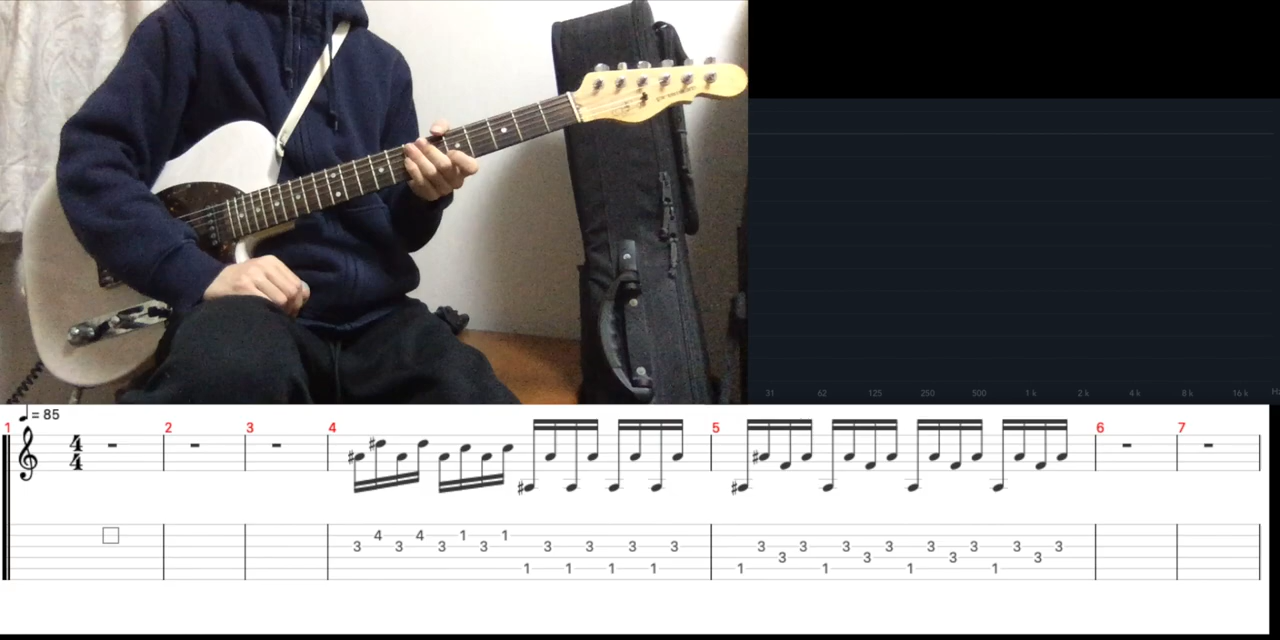 31 62 125 250 500 1 k 2 k 4 k 8 k 16 k Hz
= 85
1 2 3 4 5 6 7
4
4
4 4 1 1
3 3 3 3 3 3 3 3 3 3 3 3 3 3 3 3
3 3 3 3
1 1 1 1 1 1 1 1